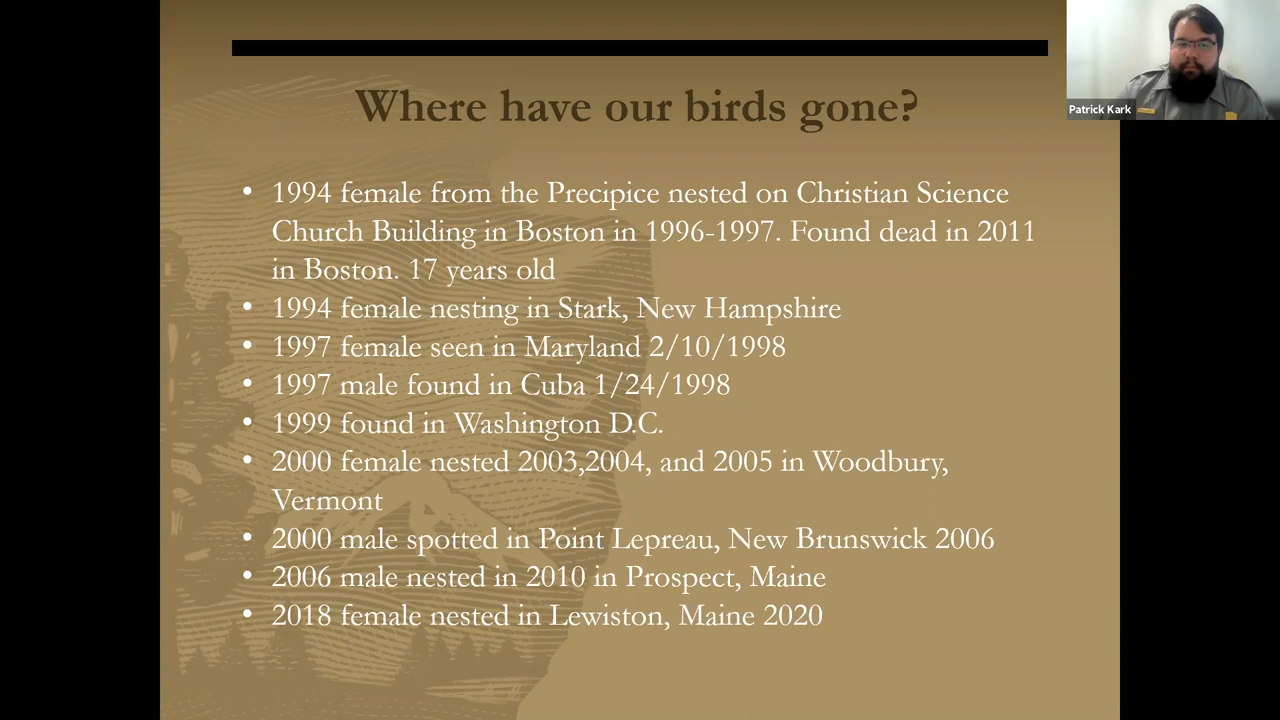 Where have our birds gone?
• 1994 female from the Precipice nested on Christian Science
Church Building in Boston in 1996-1997. Found dead in 2011
in Boston. 17 years old
• 1994 female nesting in Stark, New Hampshire
• 1997 female seen in Maryland 2/10/1998
• 1997 male found in Cuba 1/24/1998
• 1999 found in Washington D.C.
• 2000 female nested 2003,2004, and 2005 in Woodbury,
Vermont
• 2000 male spotted in Point Lepreau, New Brunswick 2006
• 2006 male nested in 2010 in Prospect, Maine
• 2018 female nested in Lewiston, Maine 2020
Patrick Kark